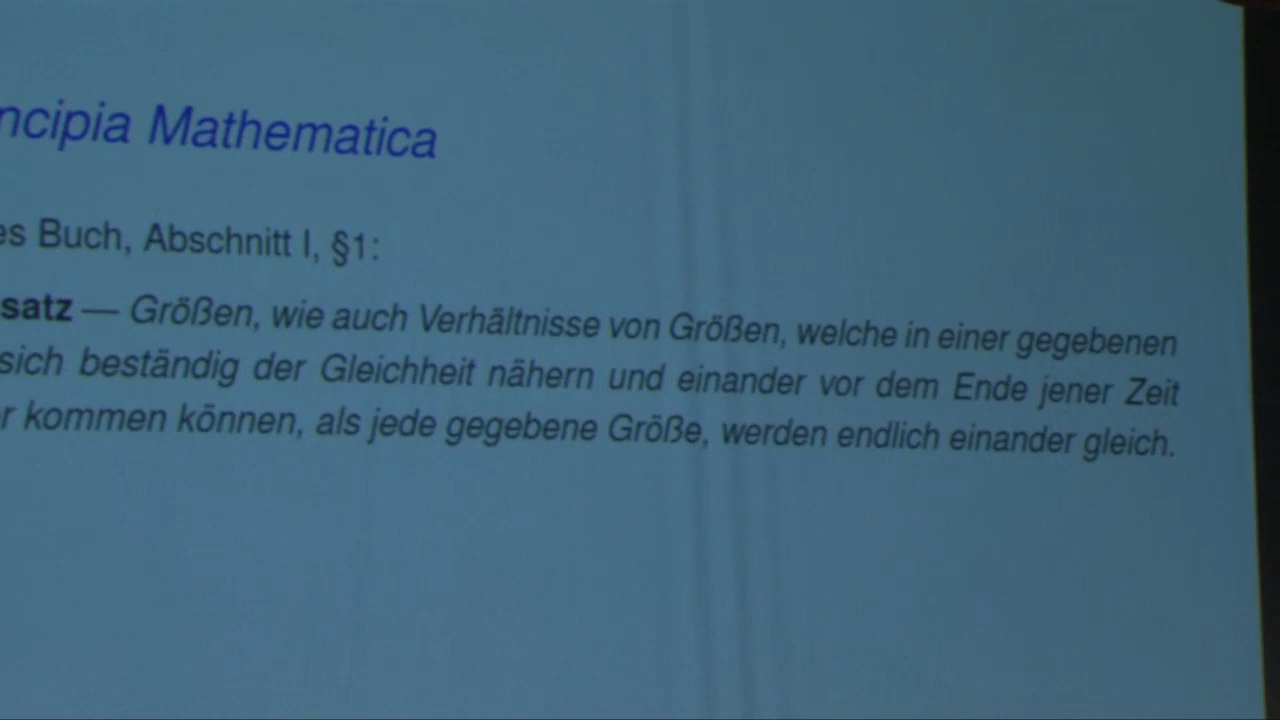 ncipia Mathematica
es Buch, Abschnitt I, §1:
satz — Größen, wie auch Verhältnisse von Größen, welche in einer gegebenen
sich beständig der Gleichheit nähern und einander vor dem Ende jener Zeit
r kommen können, als jede gegebene Größe, werden endlich einander gleich.